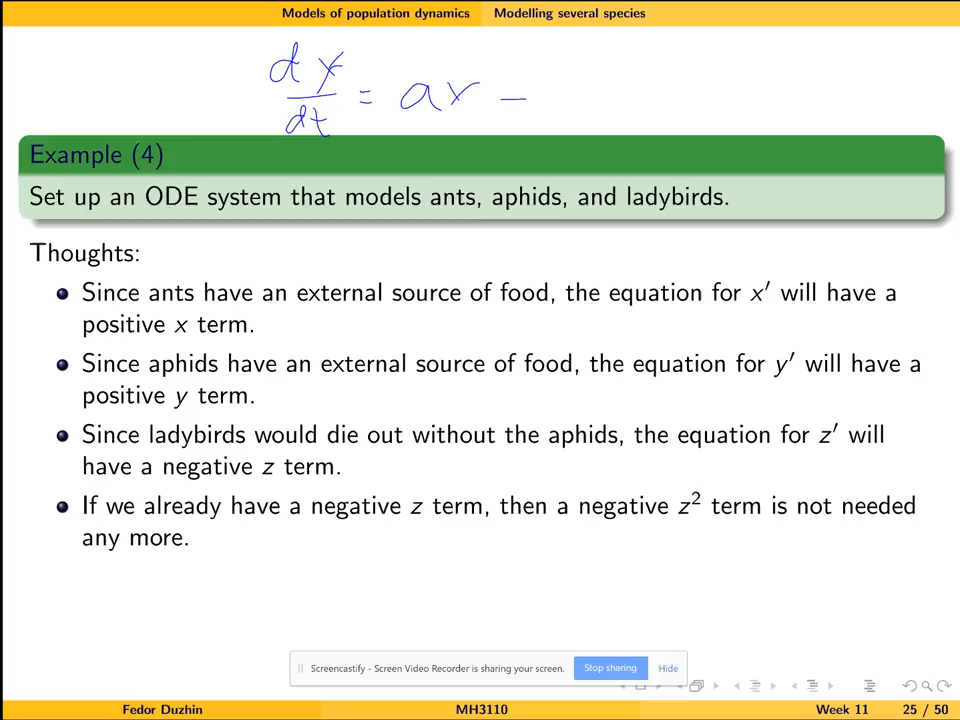 Models of population dynamics Modelling several species
dy
dt
= ax −
Example (4)
Set up an ODE system that models ants, aphids, and ladybirds.
Thoughts:
Since ants have an external source of food, the equation for x′ will have a
positive x term.
Since aphids have an external source of food, the equation for y′ will have a
positive y term.
Since ladybirds would die out without the aphids, the equation for z′ will
have a negative z term.
If we already have a negative z term, then a negative z² term is not needed
any more.
Screencastify - Screen Video Recorder is sharing your screen. Stop sharing Hide
Fedor Duzhin MH3110 Week 11 25 / 50